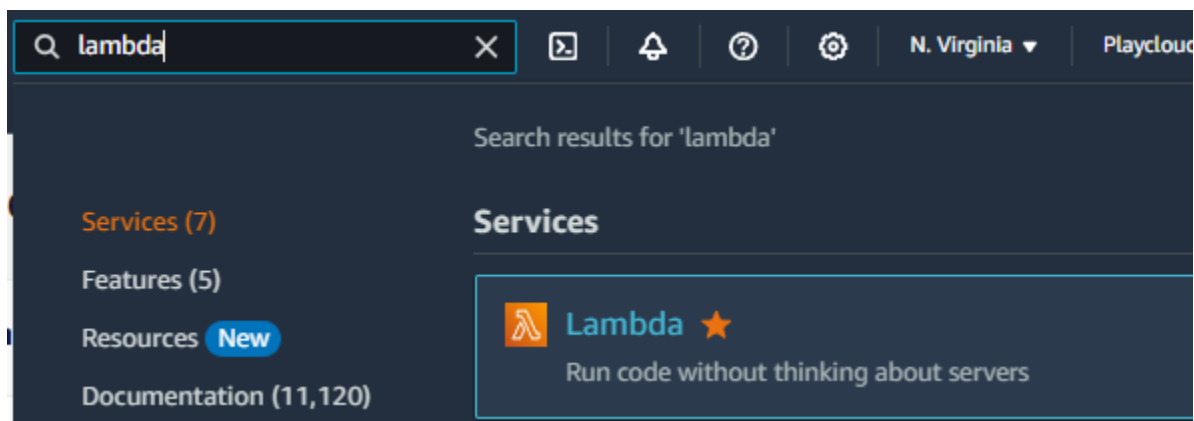 lambda
N. Virginia
Search results for 'lambda'
Services (7)
Features (5)
Resources New
Documentation (11,120)
Services
Lambda
Run code without thinking about servers